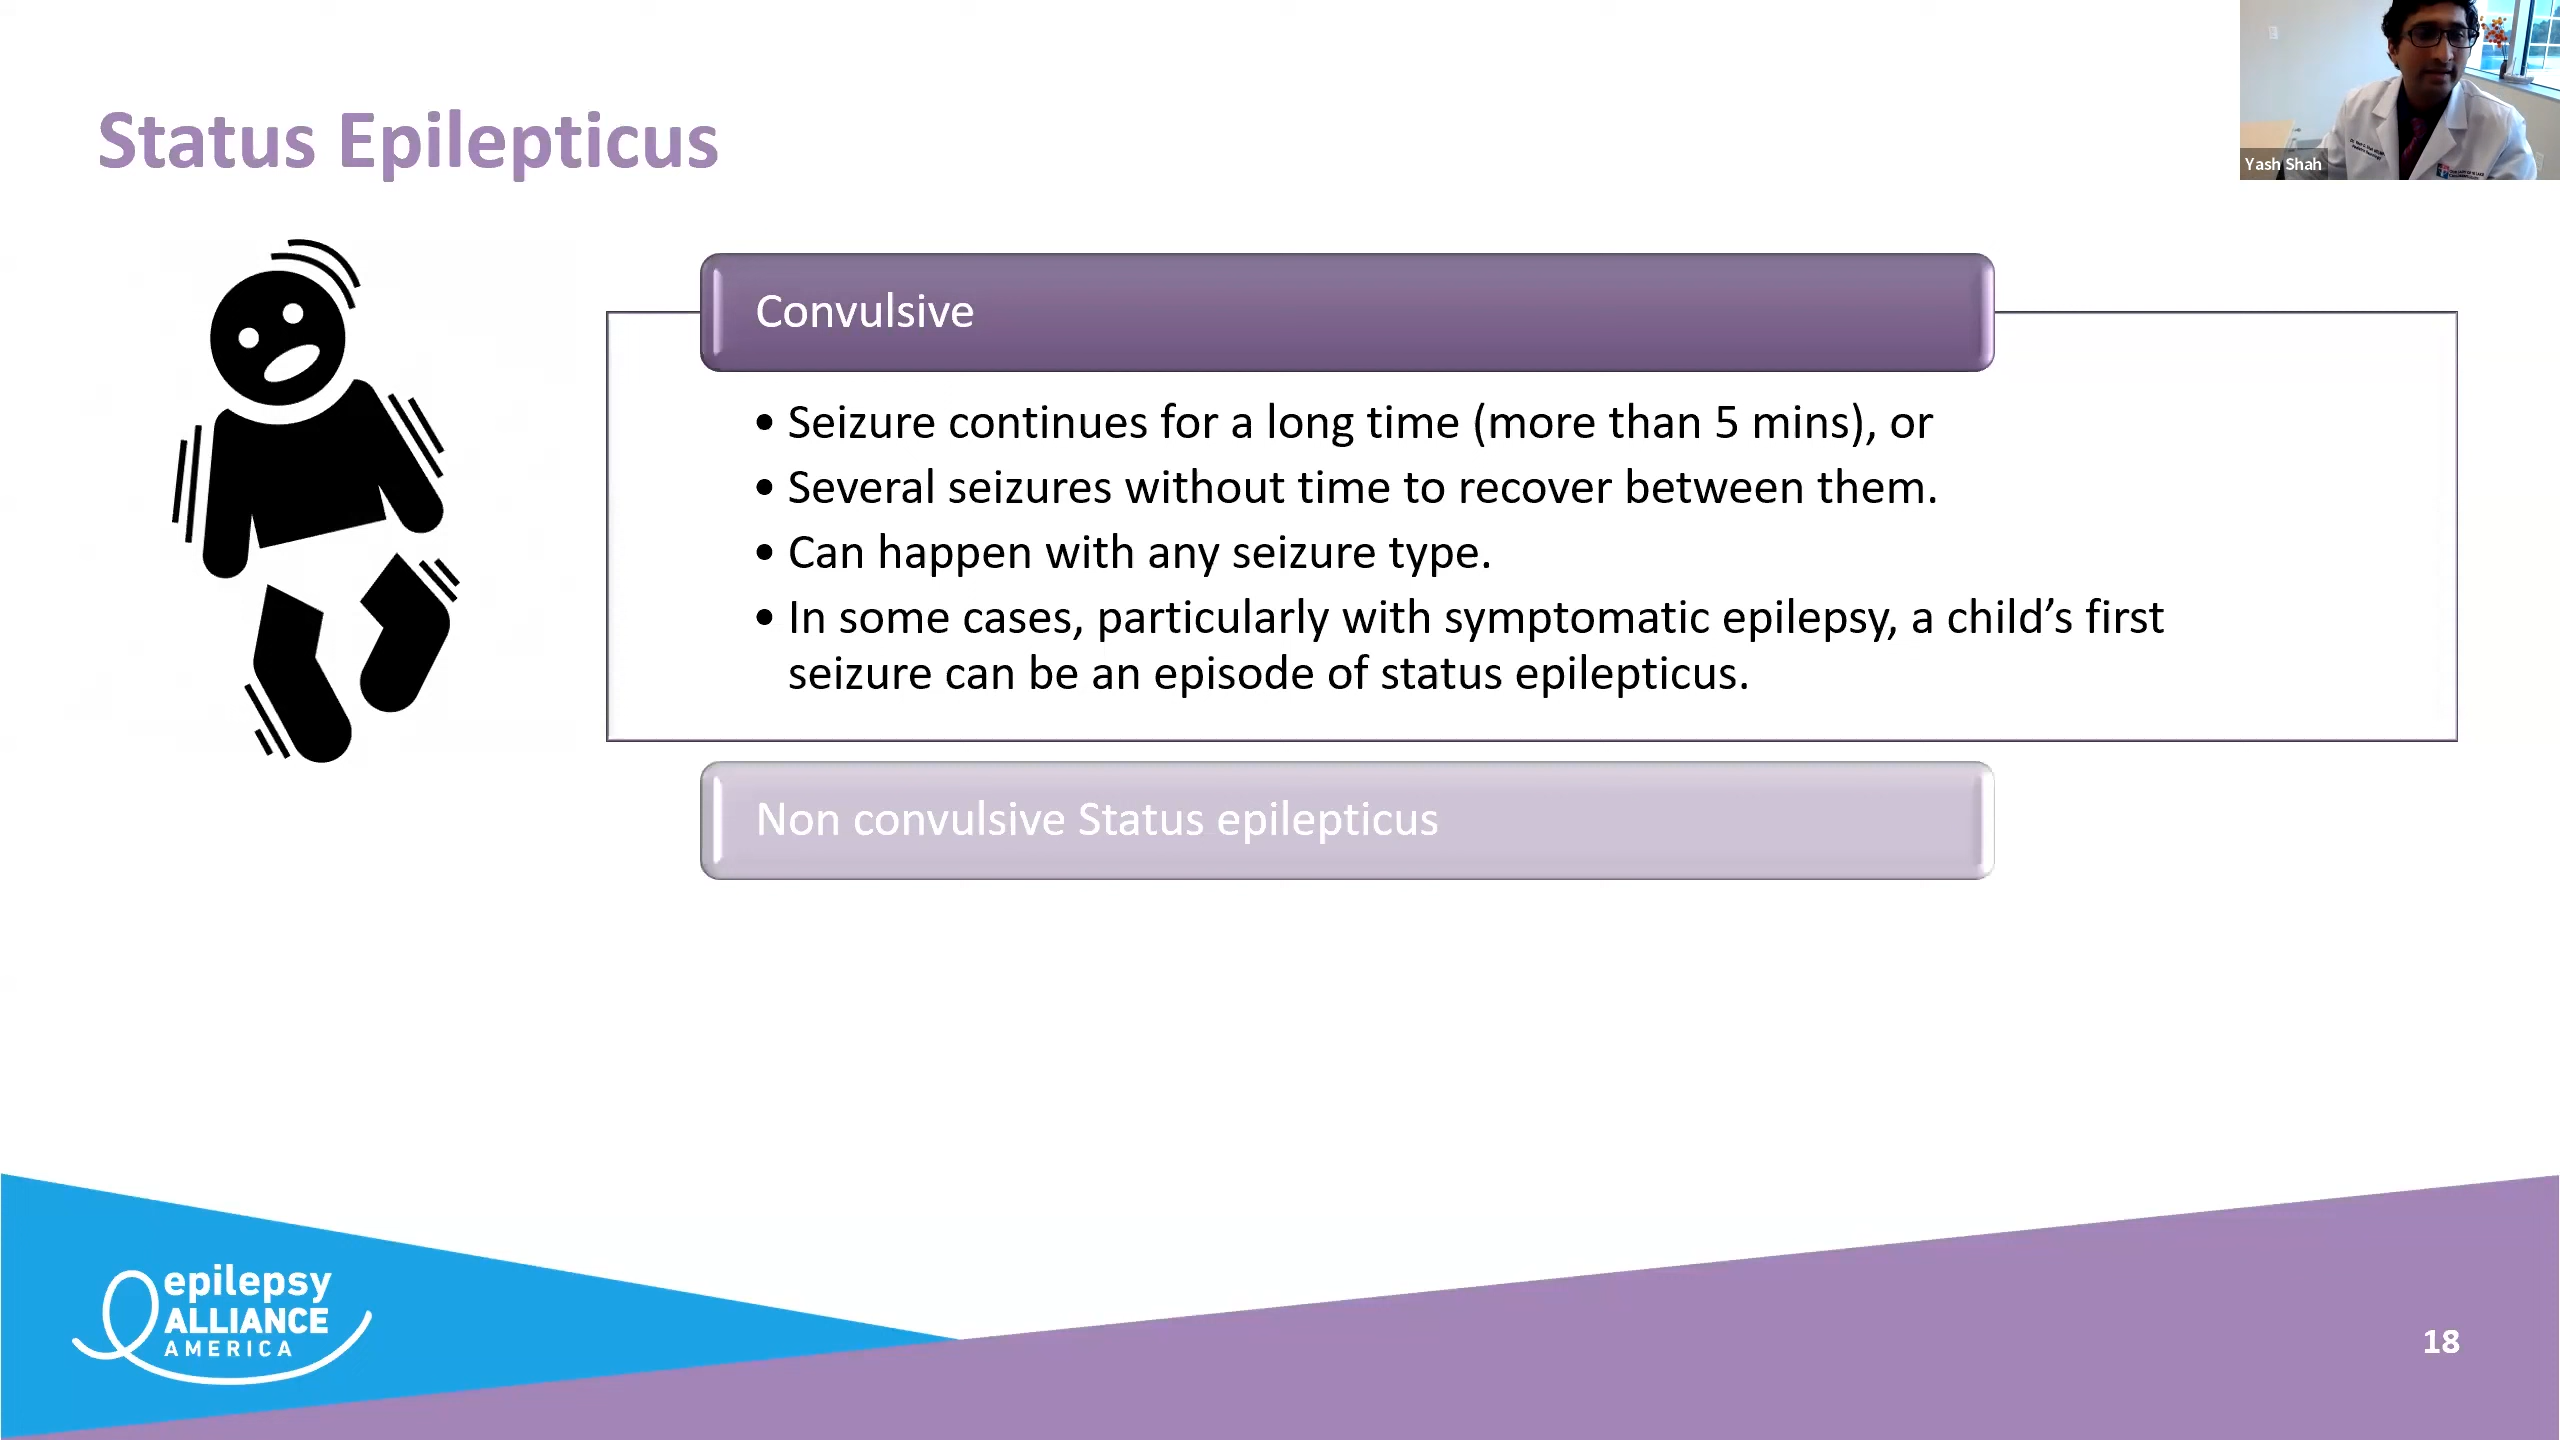 Status Epilepticus
Yash Shah
Convulsive
• Seizure continues for a long time (more than 5 mins), or
• Several seizures without time to recover between them.
• Can happen with any seizure type.
• In some cases, particularly with symptomatic epilepsy, a child’s first
seizure can be an episode of status epilepticus.
Non convulsive Status epilepticus
epilepsy
ALLIANCE
AMERICA
18